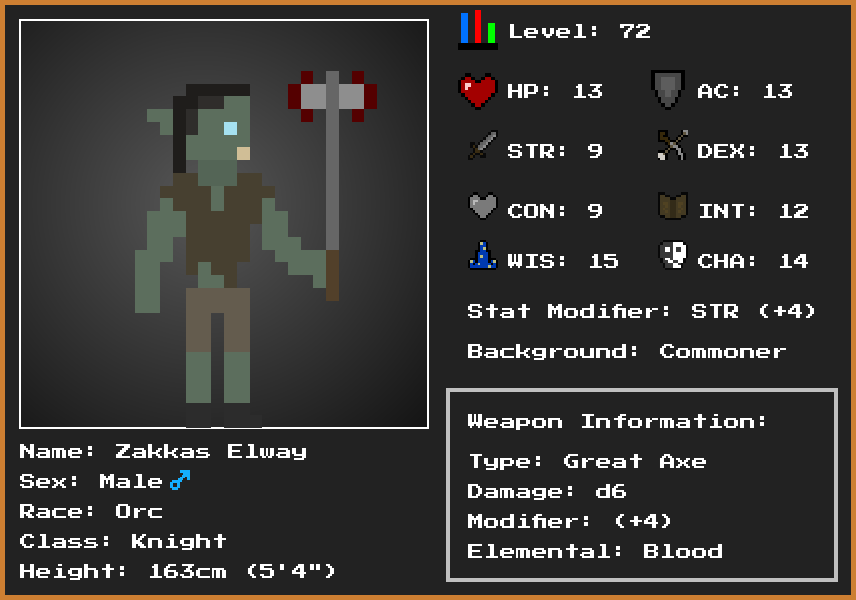 Level: 72
HP: 13
AC: 13
STR: 9
DEX: 13
CON: 9
INT: 12
WIS: 15
CHA: 14
Stat Modifier: STR (+4)
Background: Commoner
Weapon Information:
Type: Great Axe
Damage: d6
Modifier: (+4)
Elemental: Blood
Name: Zakkas Elway
Sex: Male ♂
Race: Orc
Class: Knight
Height: 163cm (5'4")